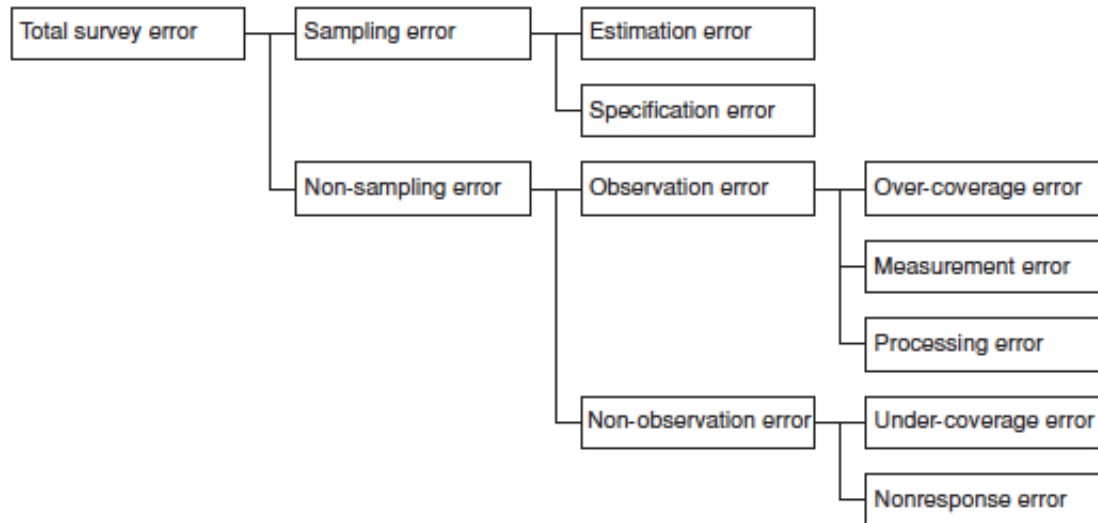 Total survey error
Sampling error
Estimation error
Specification error
Non-sampling error
Observation error
Over-coverage error
Measurement error
Processing error
Non-observation error
Under-coverage error
Nonresponse error